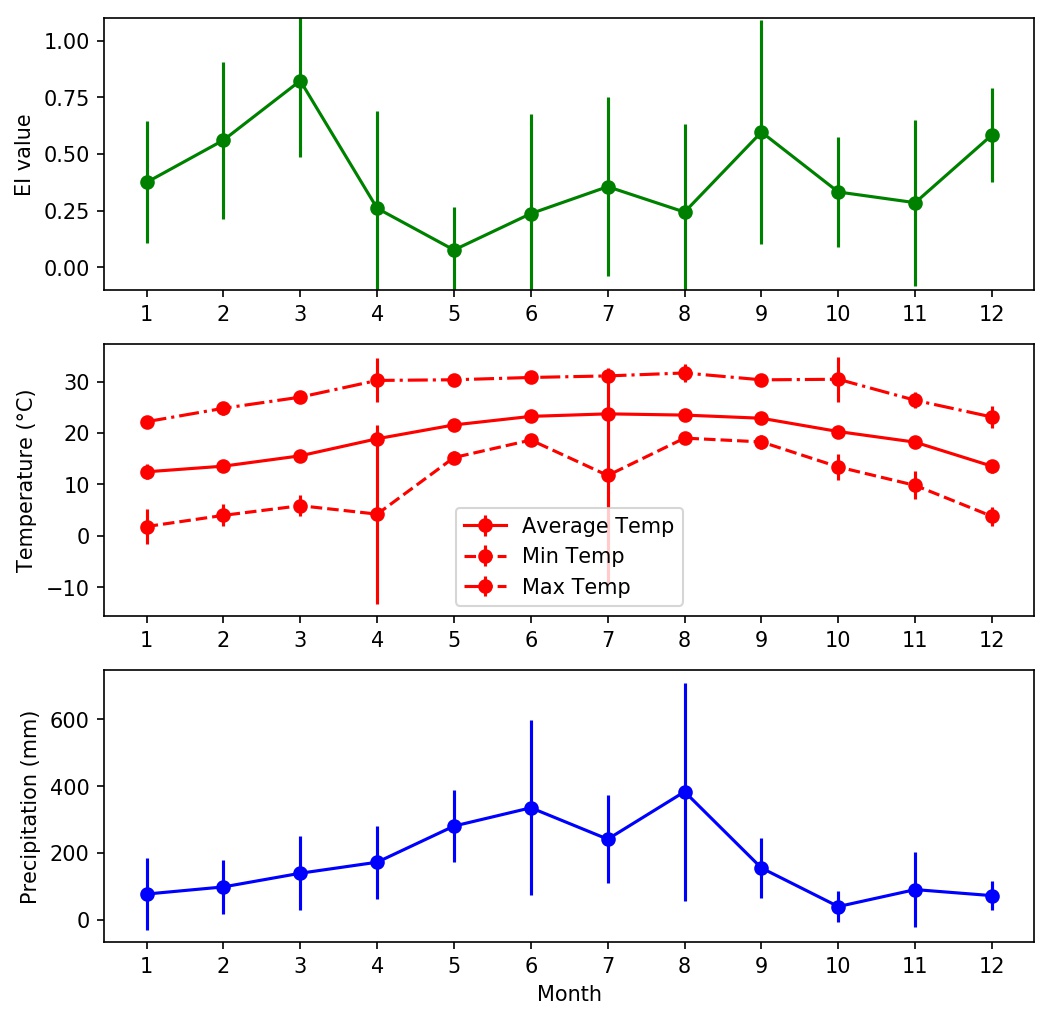 1.00
0.75
0.50
0.25
0.00
EI value
1 2 3 4 5 6 7 8 9 10 11 12
30
20
10
0
−10
Temperature (°C)
Average Temp
Min Temp
Max Temp
1 2 3 4 5 6 7 8 9 10 11 12
600
400
200
0
Precipitation (mm)
1 2 3 4 5 6 7 8 9 10 11 12
Month